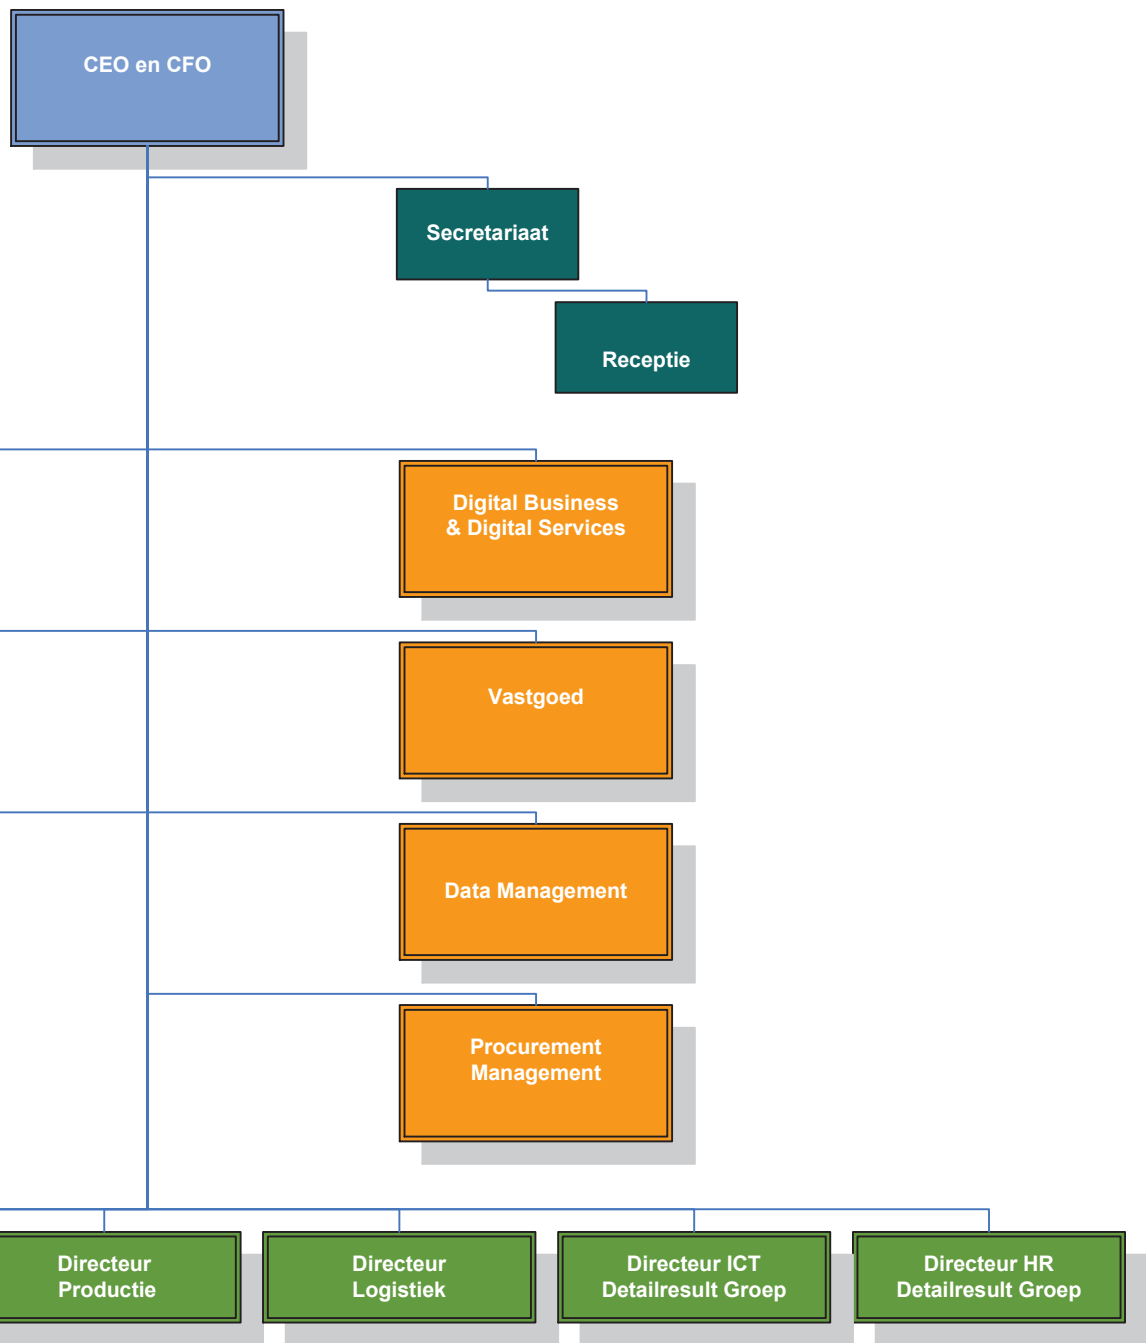 CEO en CFO
Secretariaat
Receptie
Digital Business
& Digital Services
Vastgoed
Data Management
Procurement
Management
Directeur
Productie
Directeur
Logistiek
Directeur ICT
Detailresult Groep
Directeur HR
Detailresult Groep